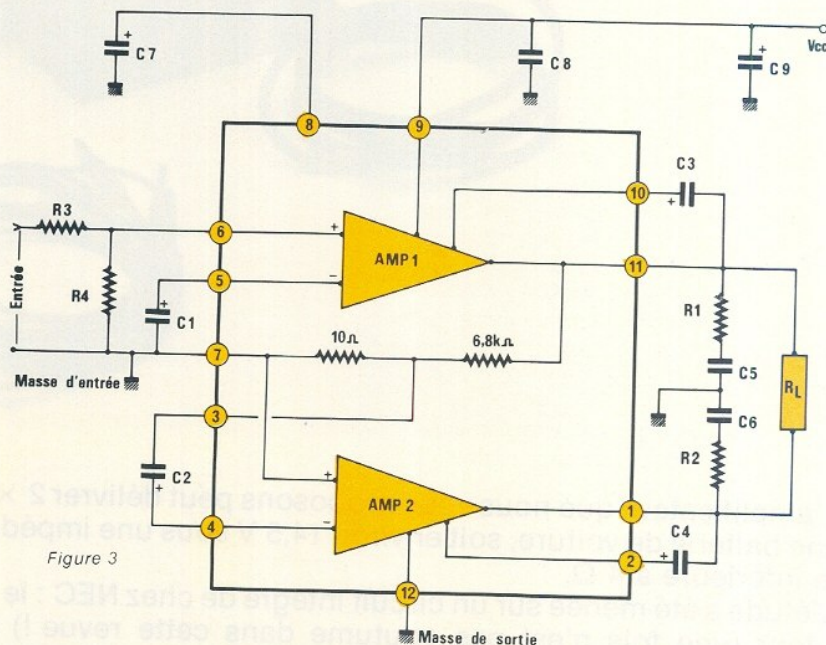 C7
C8
C9
Vcc
8
9
10
C3
R3
6
+
AMP1
11
Entrée
R4
5
−
C1
R1
7
10Ω
6,8kΩ
Masse d'entrée
C5
RL
3
C6
C2
R2
+
AMP 2
1
4
−
C4
2
Figure 3
12
Masse de sortie